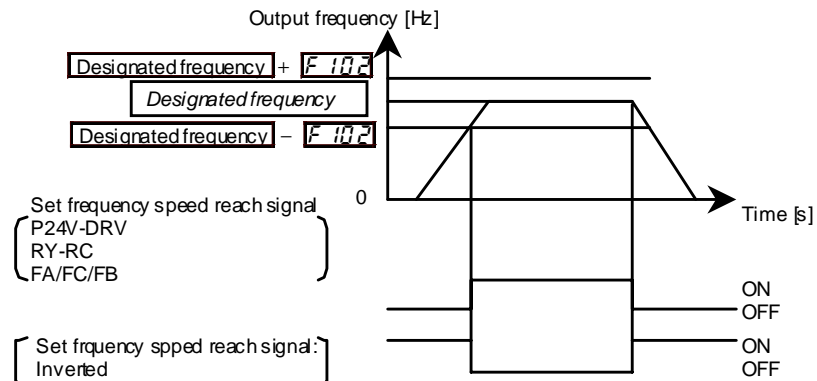 Output frequency [Hz]
Designated frequency + F 102
Designated frequency
Designated frequency − F 102
0
Time [s]
Set frequency speed reach signal
P24V-DRV
RY-RC
FA/FC/FB
ON
OFF
Set frquency spped reach signal:
Inverted
ON
OFF